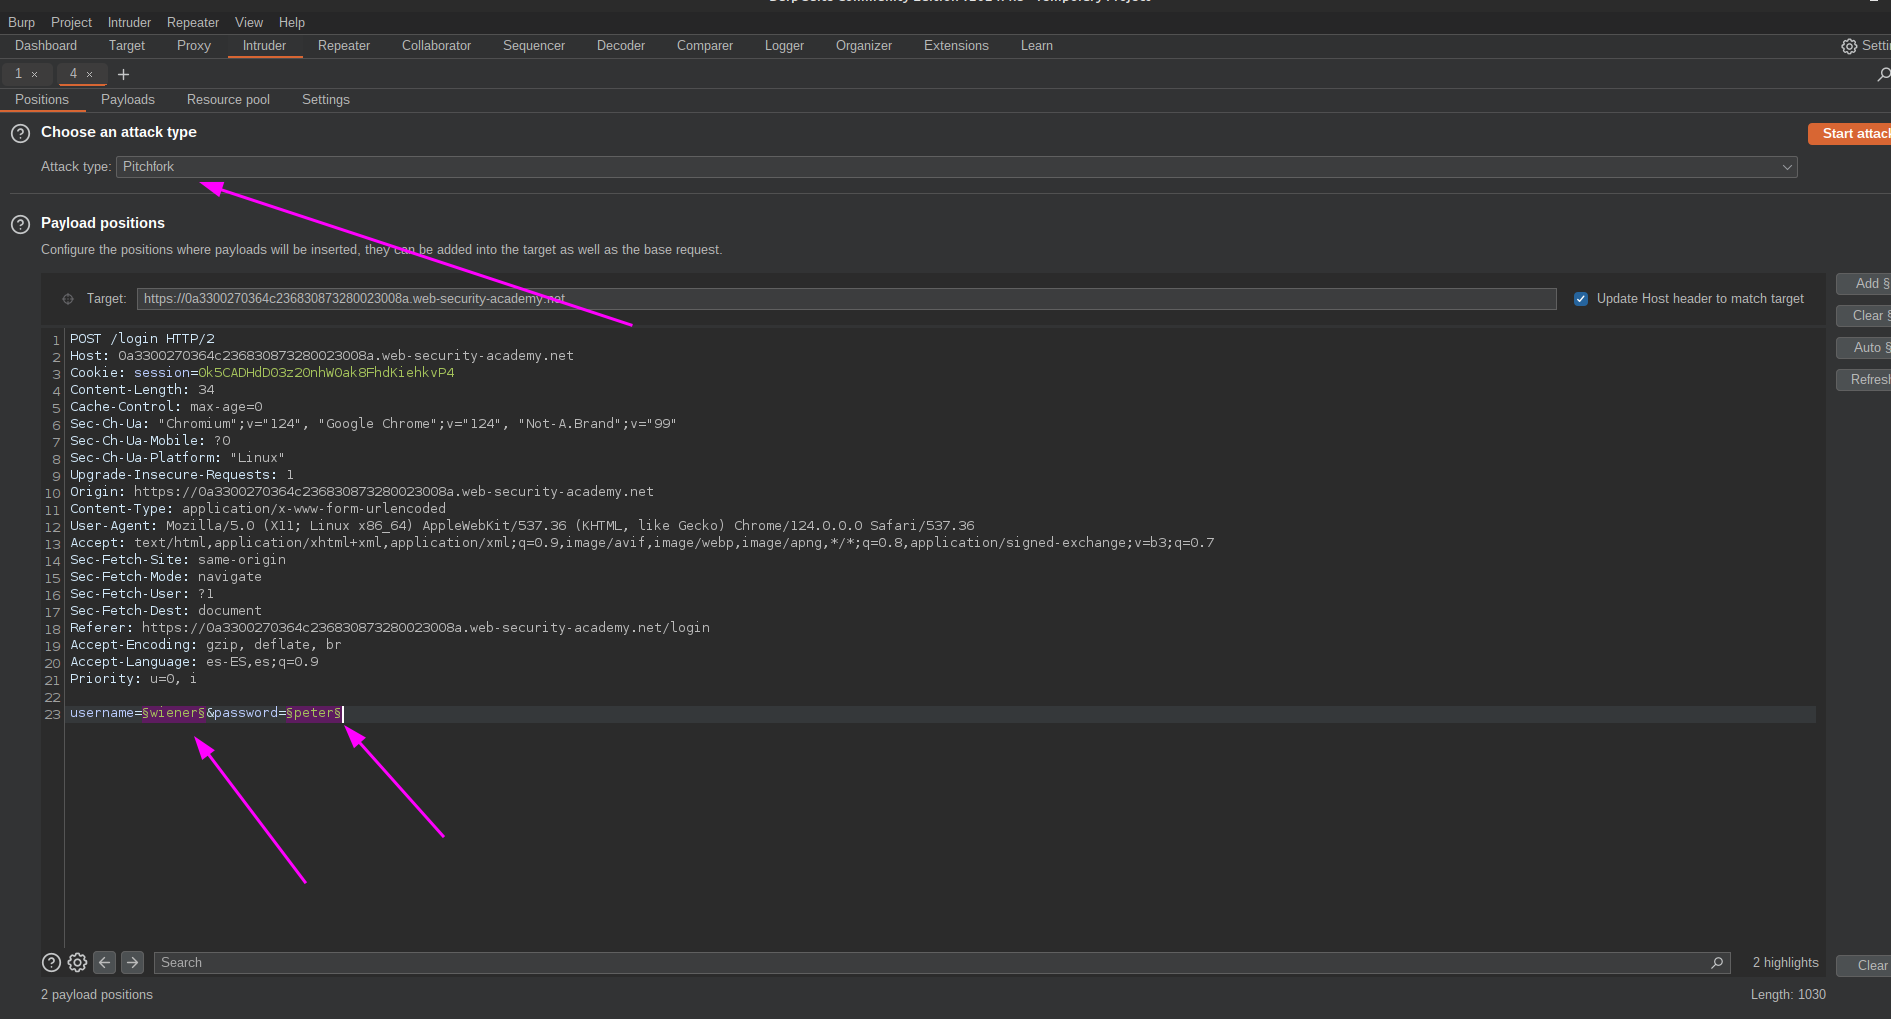 Burp Project Intruder Repeater View Help
Dashboard Target Proxy Intruder Repeater Collaborator Sequencer Decoder Comparer Logger Organizer Extensions Learn
1 × 4 × +
Positions Payloads Resource pool Settings
Choose an attack type
Attack type: Pitchfork
Payload positions
Configure the positions where payloads will be inserted, they can be added into the target as well as the base request.
Add §
Target: https://0a3300270364c236830873280023008a.web-security-academy.net Update Host header to match target
Clear §
1 POST /login HTTP/2
2 Host: 0a3300270364c236830873280023008a.web-security-academy.net
Auto §
3 Cookie: session=0k5CADHdD03z20nhW0ak8FhdKiehkvP4
4 Content-Length: 34
5 Cache-Control: max-age=0
6 Sec-Ch-Ua: "Chromium";v="124", "Google Chrome";v="124", "Not-A.Brand";v="99"
7 Sec-Ch-Ua-Mobile: ?0
8 Sec-Ch-Ua-Platform: "Linux"
9 Upgrade-Insecure-Requests: 1
10 Origin: https://0a3300270364c236830873280023008a.web-security-academy.net
11 Content-Type: application/x-www-form-urlencoded
12 User-Agent: Mozilla/5.0 (X11; Linux x86_64) AppleWebKit/537.36 (KHTML, like Gecko) Chrome/124.0.0.0 Safari/537.36
13 Accept: text/html,application/xhtml+xml,application/xml;q=0.9,image/avif,image/webp,image/apng,*/*;q=0.8,application/signed-exchange;v=b3;q=0.7
14 Sec-Fetch-Site: same-origin
15 Sec-Fetch-Mode: navigate
16 Sec-Fetch-User: ?1
17 Sec-Fetch-Dest: document
18 Referer: https://0a3300270364c236830873280023008a.web-security-academy.net/login
19 Accept-Encoding: gzip, deflate, br
20 Accept-Language: es-ES,es;q=0.9
21 Priority: u=0, i
22
23 username=§wiener§&password=§peter§
Search 2 highlights Clear
2 payload positions Length: 1030